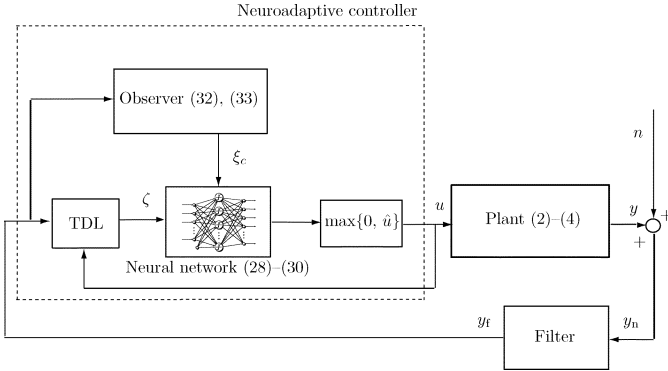 Neuroadaptive controller
Observer (32), (33)
n
ξc
ζ
u
y
+
TDL
max{0, û}
Plant (2)–(4)
+
Neural network (28)–(30)
yf
Filter
yn